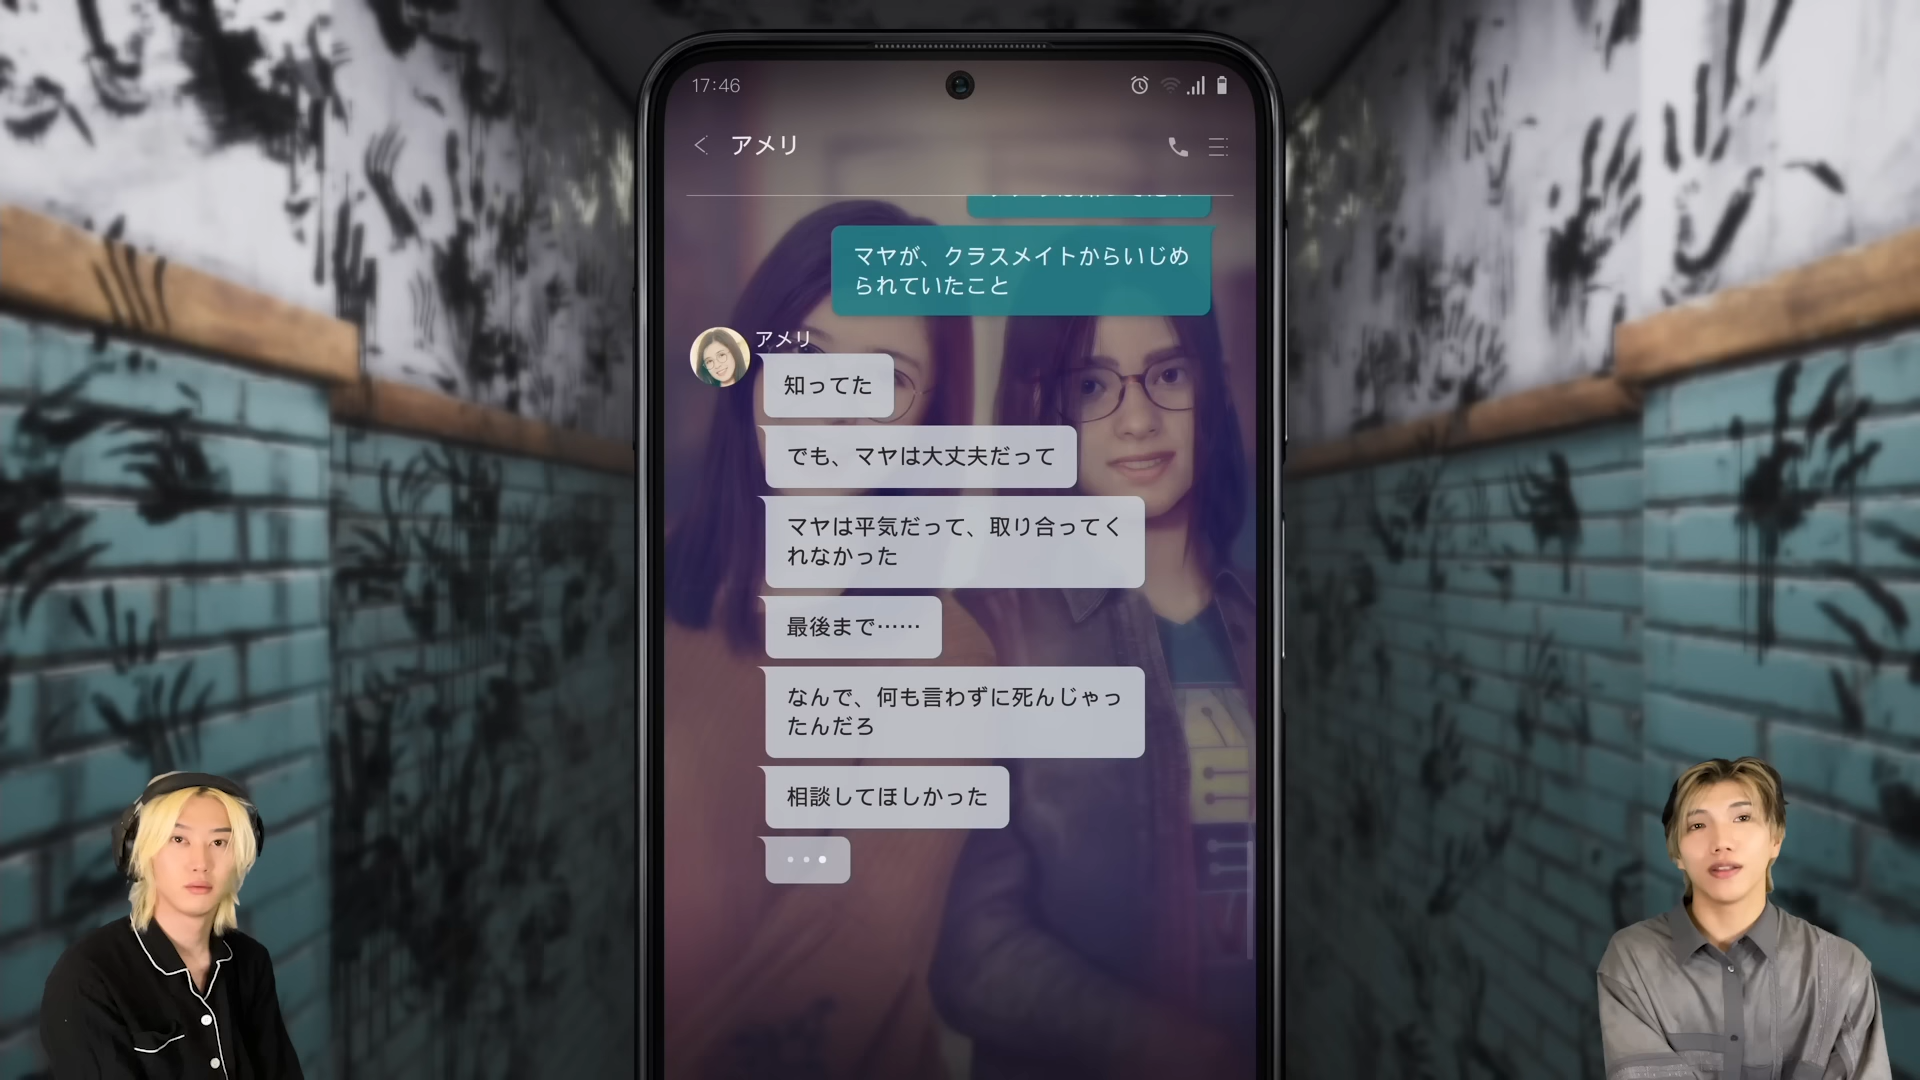 17:46
アメリ
マヤが、クラスメイトからいじめ
られていたこと
アメリ
知ってた
でも、マヤは大丈夫だって
マヤは平気だって、取り合ってく
れなかった
最後まで……
なんで、何も言わずに死んじゃっ
たんだろ
相談してほしかった